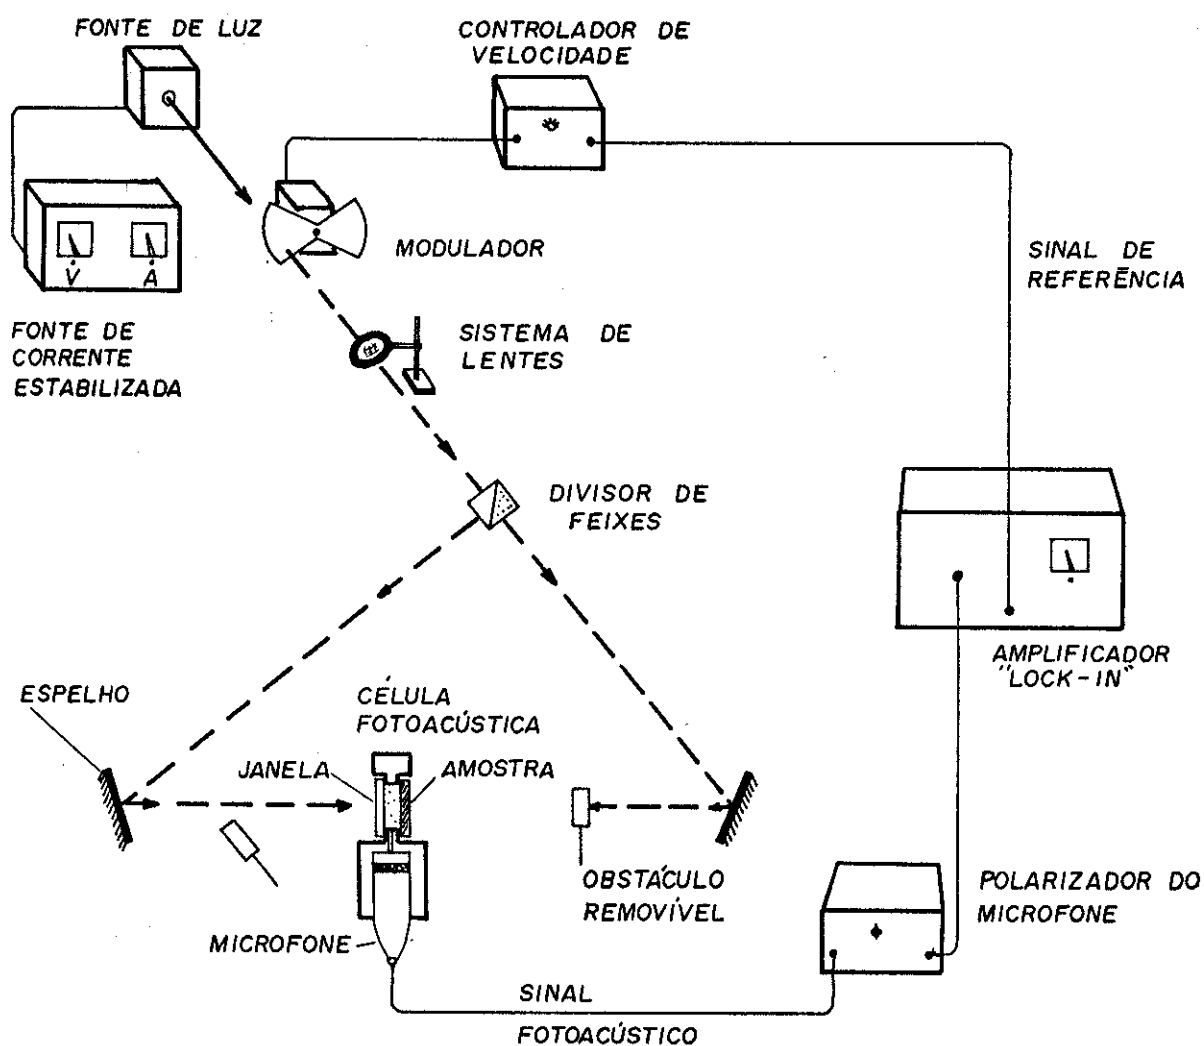 FONTE DE LUZ
CONTROLADOR DE
VELOCIDADE
MODULADOR
SINAL DE
REFERÊNCIA
V A
FONTE DE
CORRENTE
ESTABILIZADA
SISTEMA DE
LENTES
DIVISOR DE
FEIXES
AMPLIFICADOR
"LOCK-IN"
ESPELHO
CÉLULA
FOTOACÚSTICA
JANELA
AMOSTRA
OBSTÁCULO
REMOVÍVEL
POLARIZADOR DO
MICROFONE
MICROFONE
SINAL
FOTOACÚSTICO